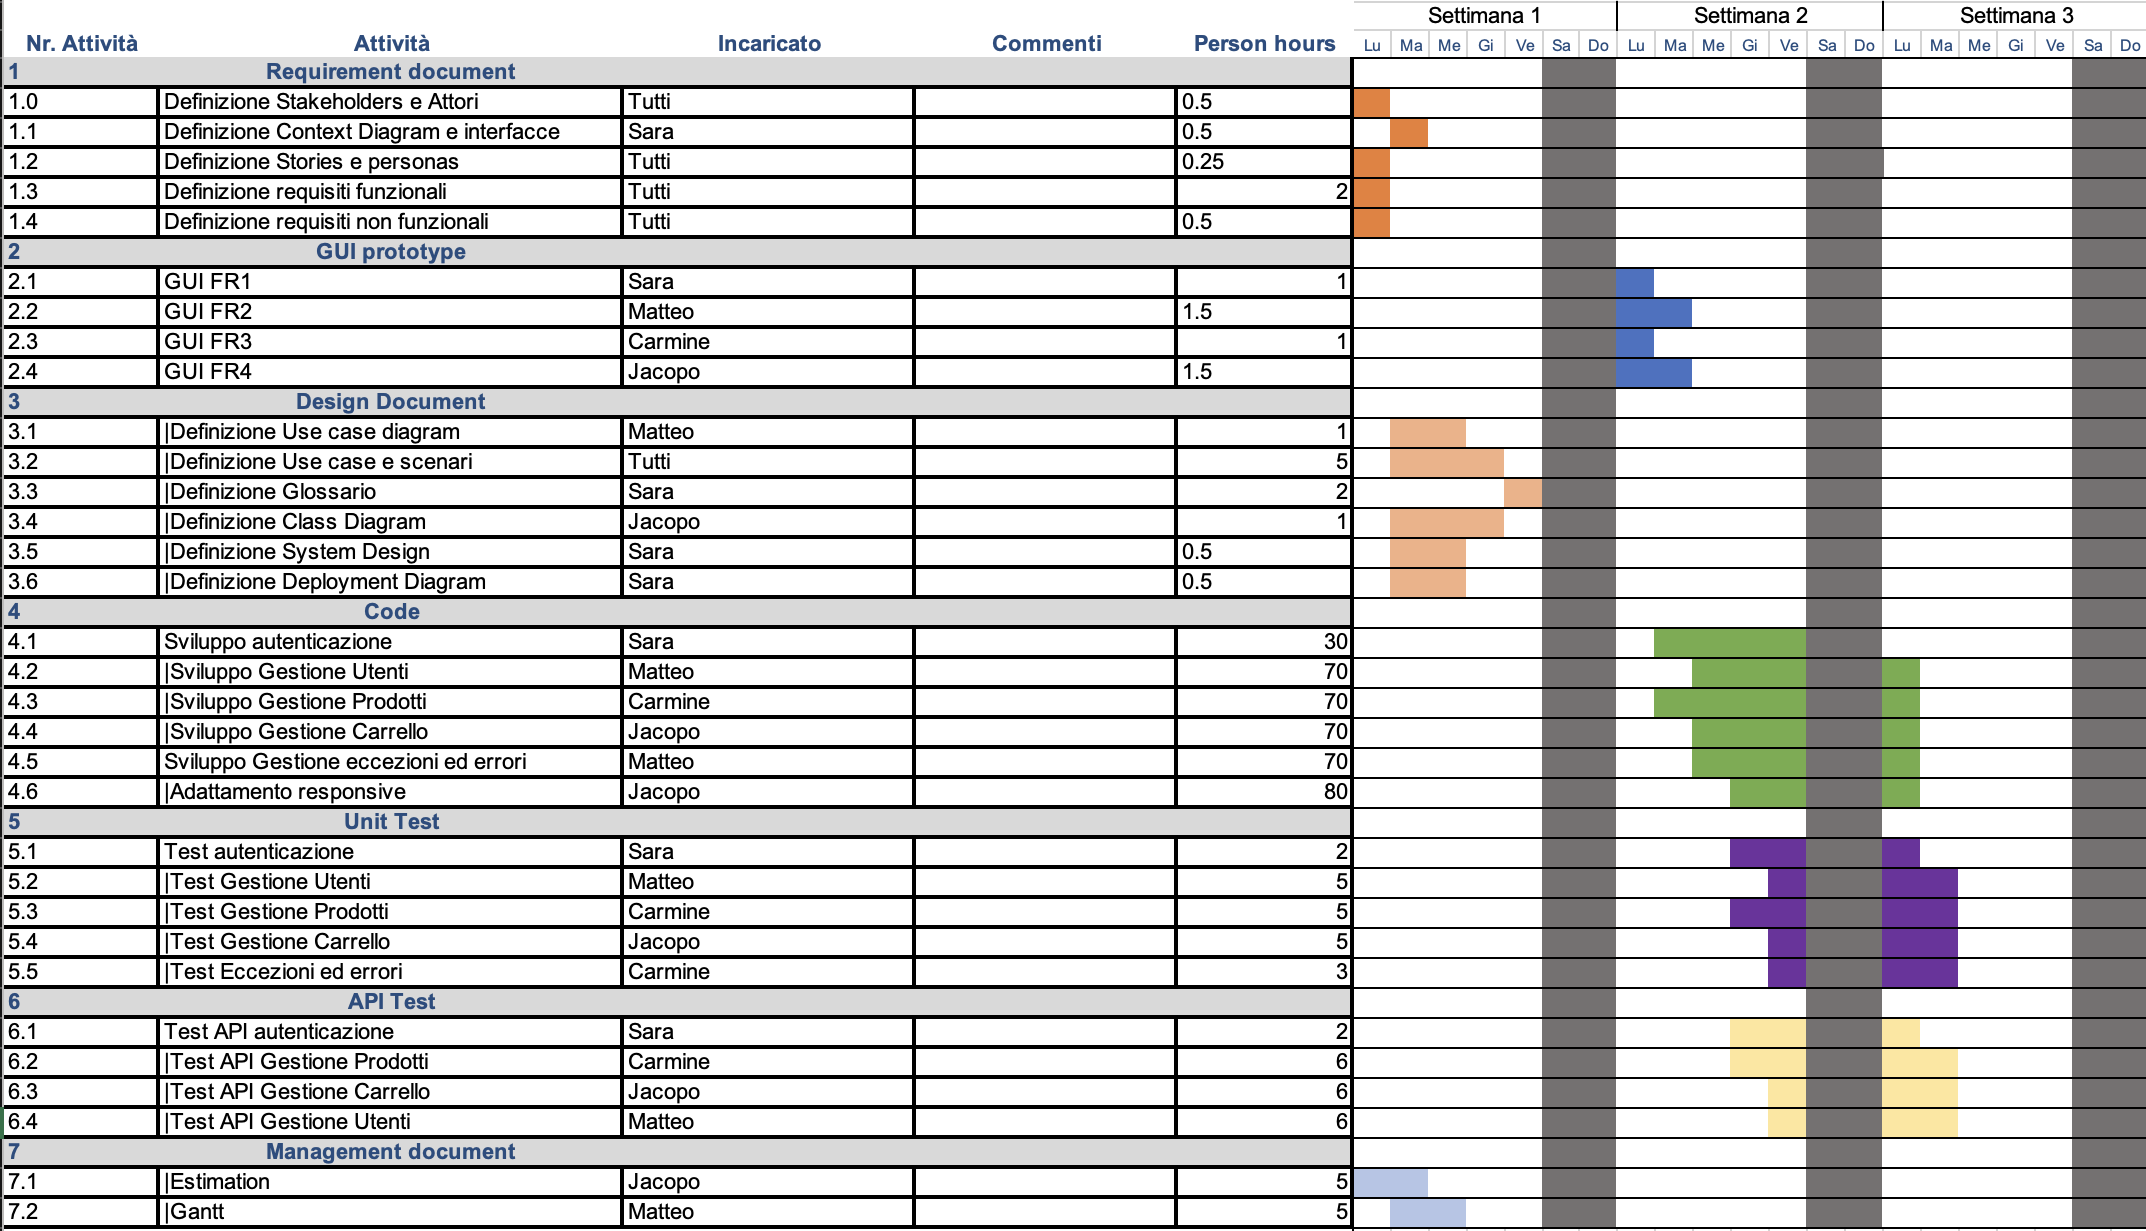 Settimana 1 Settimana 2 Settimana 3
Nr. Attività Attività Incaricato Commenti Person hours Lu Ma Me Gi Ve Sa Do Lu Ma Me Gi Ve Sa Do Lu Ma Me Gi Ve Sa Do
1 Requirement document
1.0 Definizione Stakeholders e Attori Tutti 0.5
1.1 Definizione Context Diagram e interfacce Sara 0.5
1.2 Definizione Stories e personas Tutti 0.25
1.3 Definizione requisiti funzionali Tutti 2
1.4 Definizione requisiti non funzionali Tutti 0.5
2 GUI prototype
2.1 GUI FR1 Sara 1
2.2 GUI FR2 Matteo 1.5
2.3 GUI FR3 Carmine 1
2.4 GUI FR4 Jacopo 1.5
3 Design Document
3.1 |Definizione Use case diagram Matteo 1
3.2 |Definizione Use case e scenari Tutti 5
3.3 |Definizione Glossario Sara 2
3.4 |Definizione Class Diagram Jacopo 1
3.5 |Definizione System Design Sara 0.5
3.6 |Definizione Deployment Diagram Sara 0.5
4 Code
4.1 Sviluppo autenticazione Sara 30
4.2 |Sviluppo Gestione Utenti Matteo 70
4.3 |Sviluppo Gestione Prodotti Carmine 70
4.4 |Sviluppo Gestione Carrello Jacopo 70
4.5 Sviluppo Gestione eccezioni ed errori Matteo 70
4.6 |Adattamento responsive Jacopo 80
5 Unit Test
5.1 Test autenticazione Sara 2
5.2 |Test Gestione Utenti Matteo 5
5.3 |Test Gestione Prodotti Carmine 5
5.4 |Test Gestione Carrello Jacopo 5
5.5 |Test Eccezioni ed errori Carmine 3
6 API Test
6.1 Test API autenticazione Sara 2
6.2 |Test API Gestione Prodotti Carmine 6
6.3 |Test API Gestione Carrello Jacopo 6
6.4 |Test API Gestione Utenti Matteo 6
7 Management document
7.1 |Estimation Jacopo 5
7.2 |Gantt Matteo 5